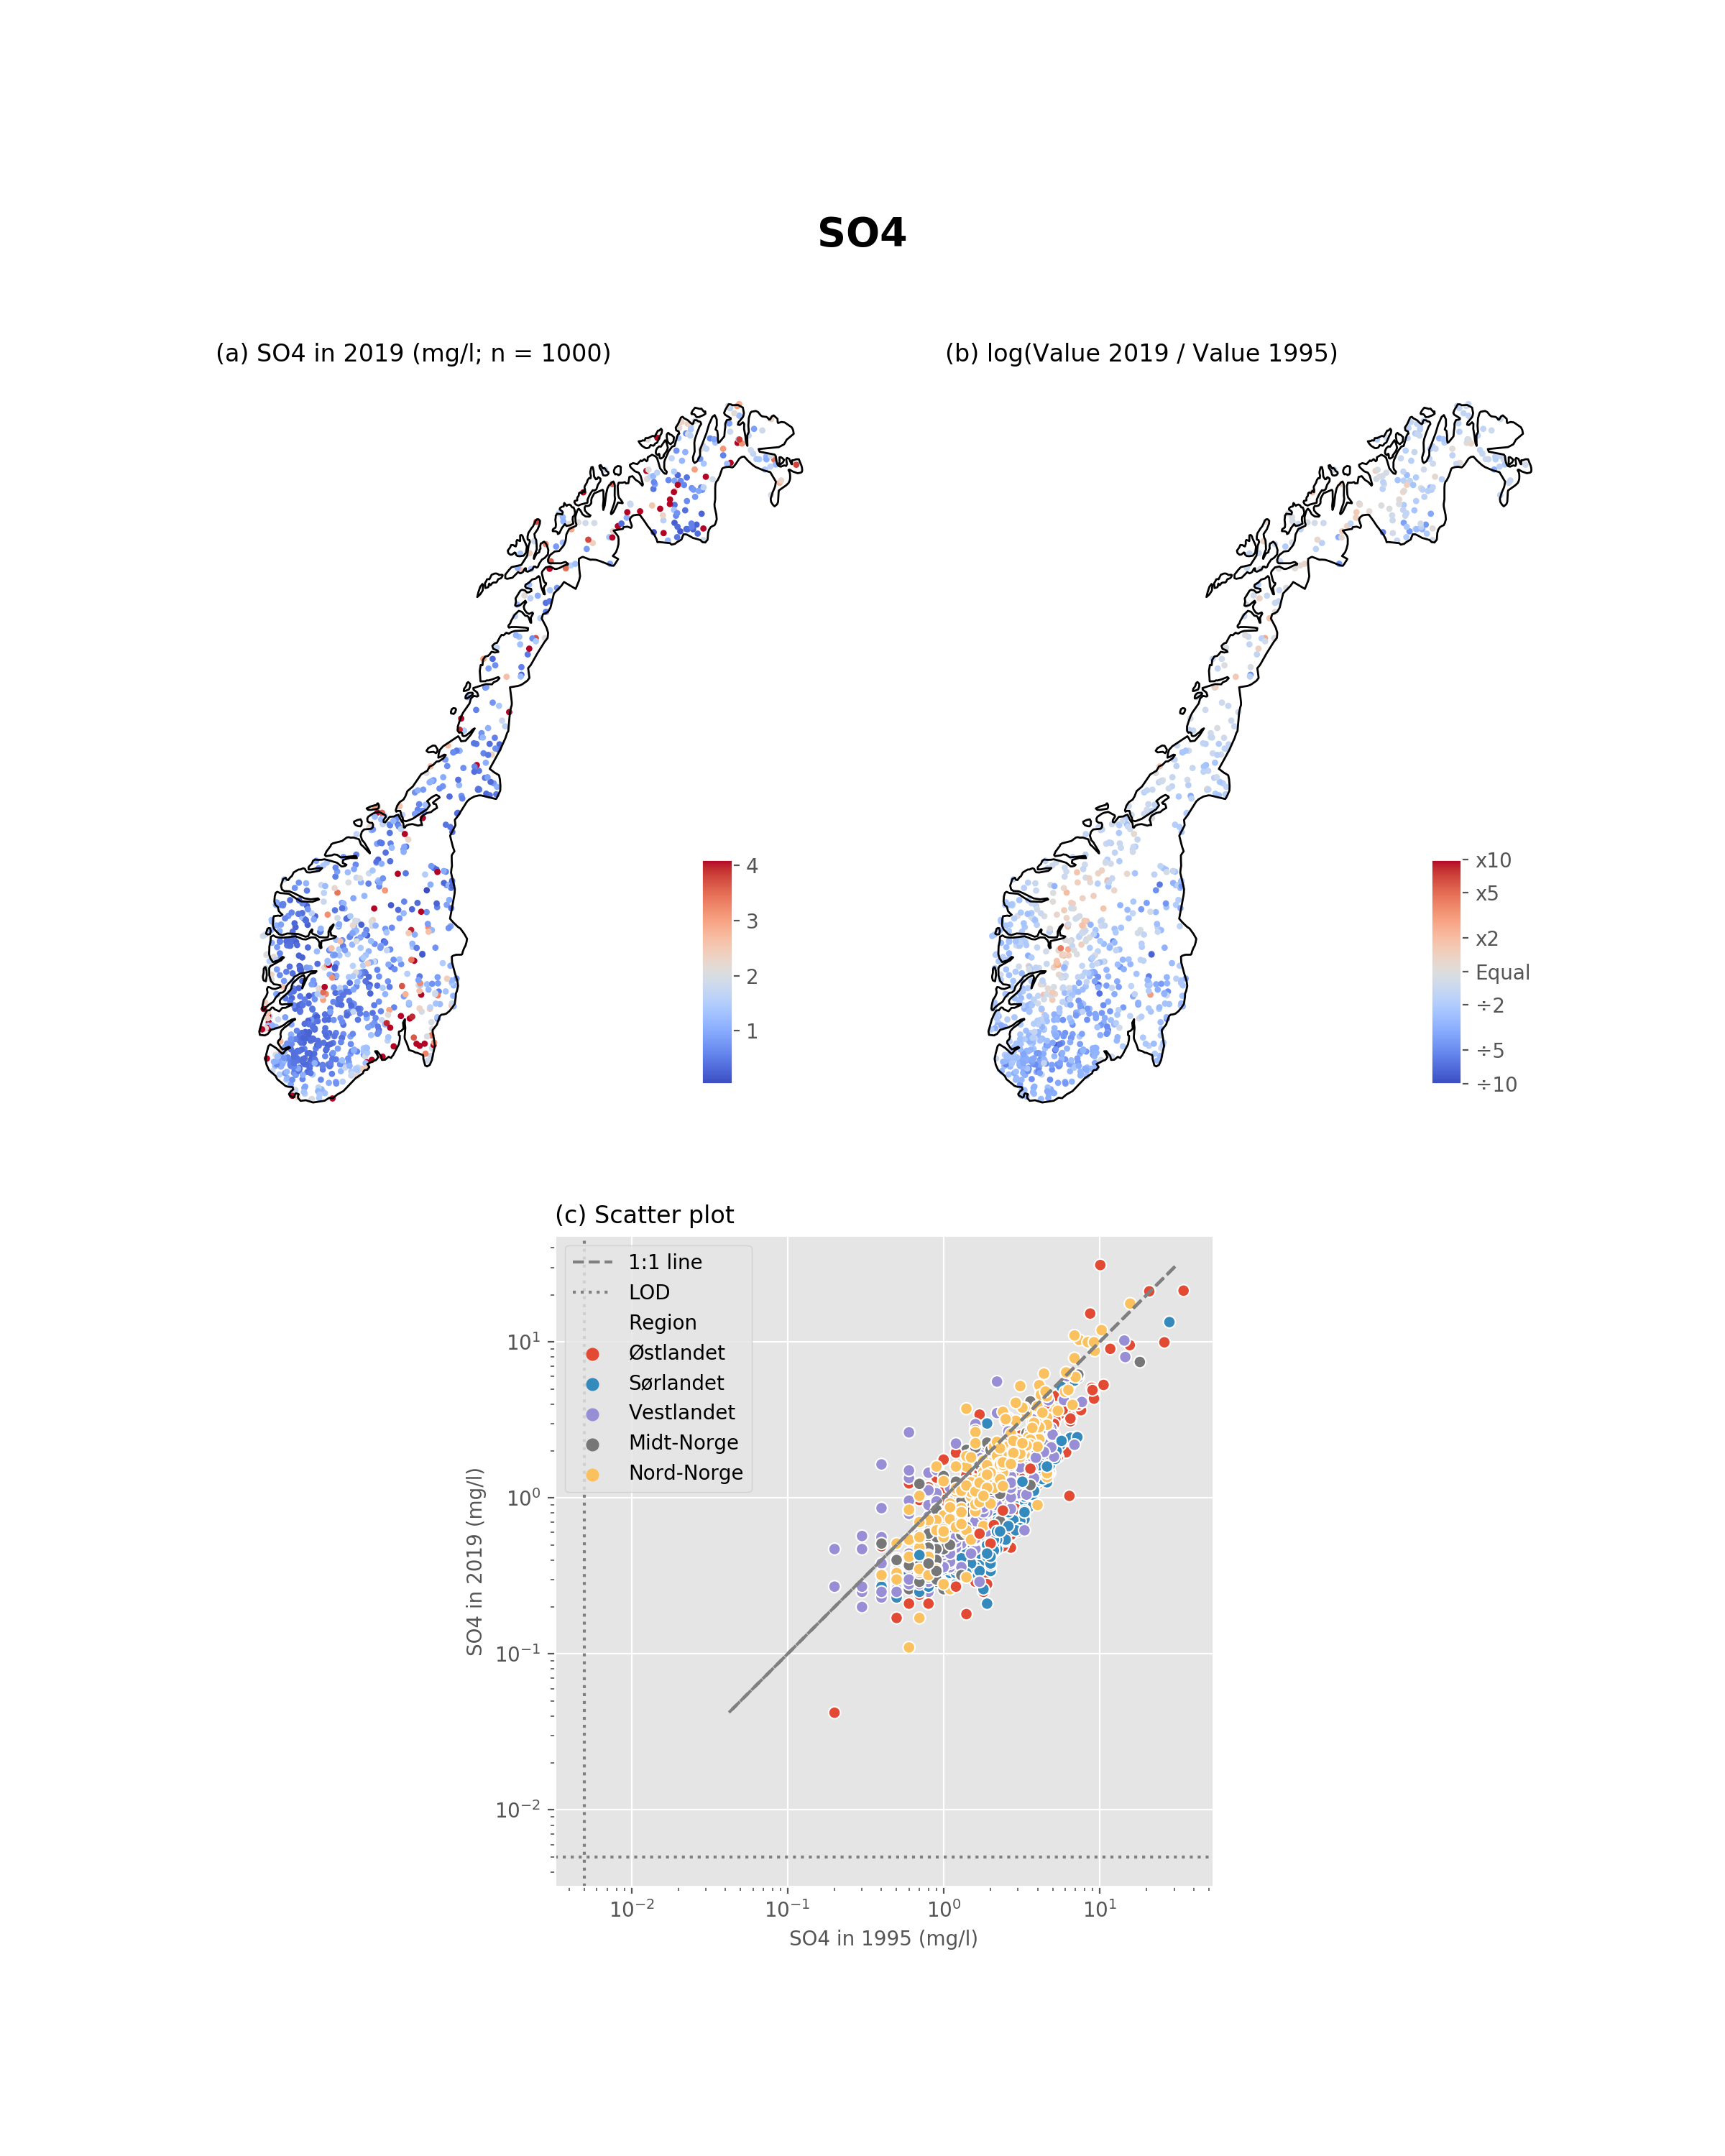 SO4
(a) SO4 in 2019 (mg/l; n = 1000)
(b) log(Value 2019 / Value 1995)
4
3
2
1
x10
x5
x2
Equal
÷2
÷5
÷10
(c) Scatter plot
1:1 line
LOD
Region
Østlandet
Sørlandet
Vestlandet
Midt-Norge
Nord-Norge
10¹
10⁰
10⁻¹
10⁻²
SO4 in 2019 (mg/l)
10⁻² 10⁻¹ 10⁰ 10¹
SO4 in 1995 (mg/l)